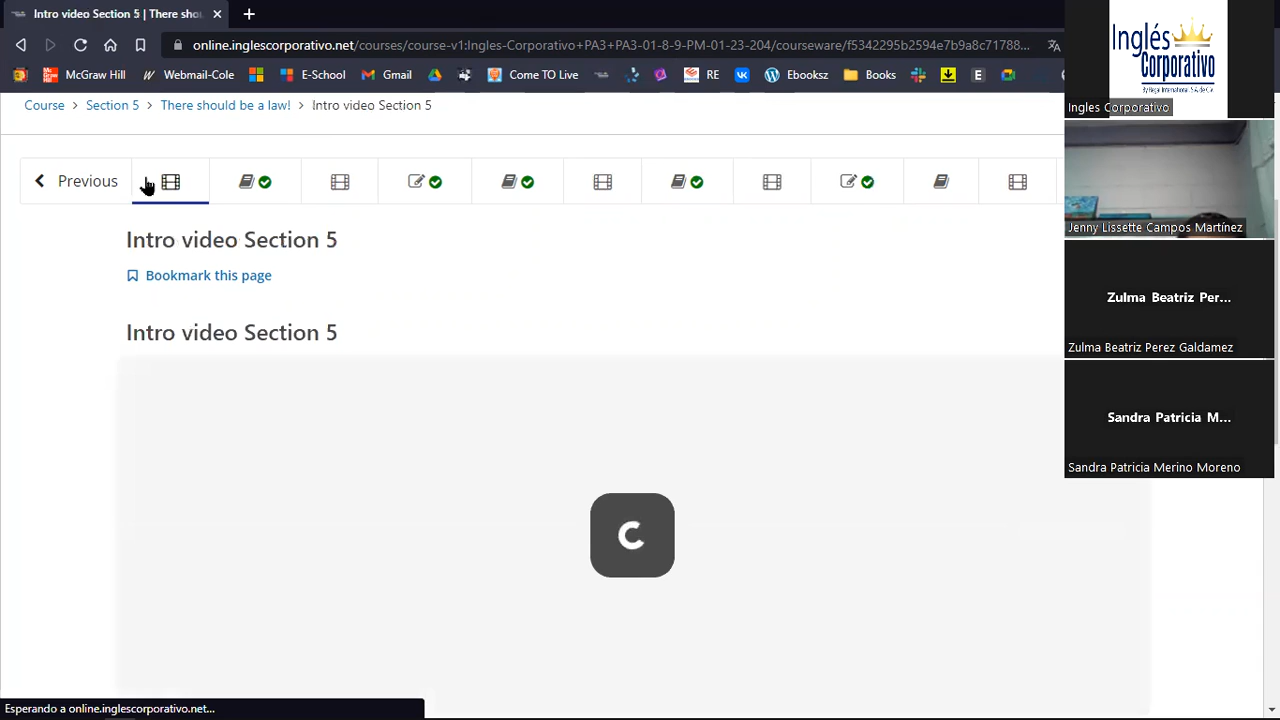 Intro video Section 5 | There sho
online.inglescorporativo.net/courses/course-v1:Ingles-Corporativo+PA3+PA3-01-8-9-PM-01-23-204/courseware/f5342295b2594e7b9a8c71788...
McGraw Hill
Webmail-Cole
E-School
Gmail
Come TO Live
RE
Ebooksz
Books
Course
Section 5
There should be a law!
Intro video Section 5
Previous
Intro video Section 5
Bookmark this page
Intro video Section 5
Esperando a online.inglescorporativo.net...
Inglés
Corporativo
Ingles Corporativo
Jenny Lissette Campos Martínez
Zulma Beatriz Per...
Zulma Beatriz Perez Galdamez
Sandra Patricia M...
Sandra Patricia Merino Moreno